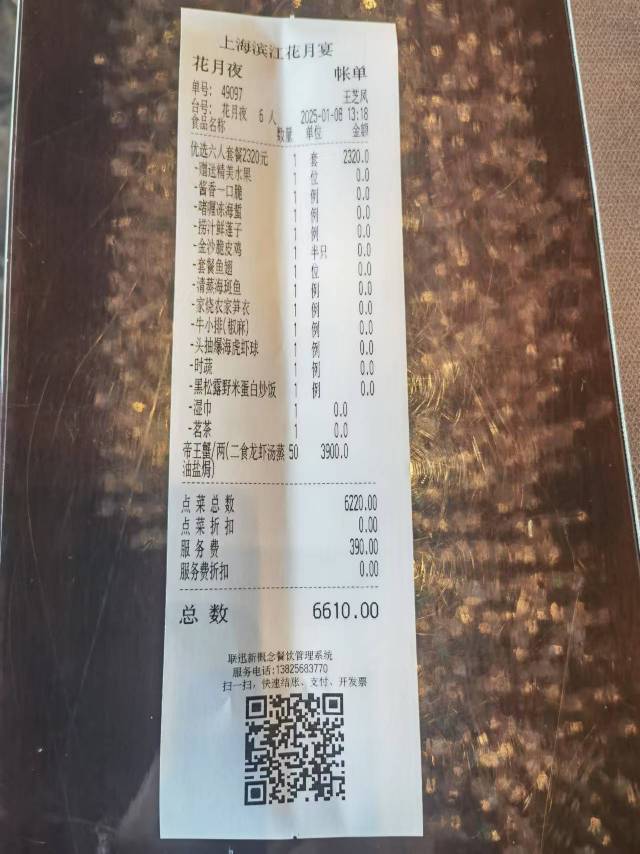 上海滨江花月宴
花月夜 帐单
单号: 49097 王芝凤
台号: 花月夜 6 人 2025-01-08 13:18
食品名称 数量 单位 金额
优选六人套餐2320元 1 套 2320.0
-赠送精美水果 1 位 0.0
-酱香一口脆 1 例 0.0
-啫喱冻海蜇 1 例 0.0
-捞汁鲜莲子 1 例 0.0
-金沙脆皮鸡 1 半只 0.0
-套餐鱼翅 1 位 0.0
-清蒸海斑鱼 1 例 0.0
-家烧农家笋衣 1 例 0.0
-牛小排(椒麻) 1 例 0.0
-头抽爆海虎虾球 1 例 0.0
-时蔬 1 例 0.0
-黑松露野米蛋白炒饭 1 例 0.0
-湿巾 1 0.0
-茗茶 1 0.0
帝王蟹/两(二食龙虾汤蒸 50 3900.0
油盐焗)
点菜总数 6220.00
点菜折扣 0.00
服务费 390.00
服务费折扣 0.00
总数 6610.00
联迅新概念餐饮管理系统
服务电话:13825683770
扫一扫, 快速结账、支付、开发票